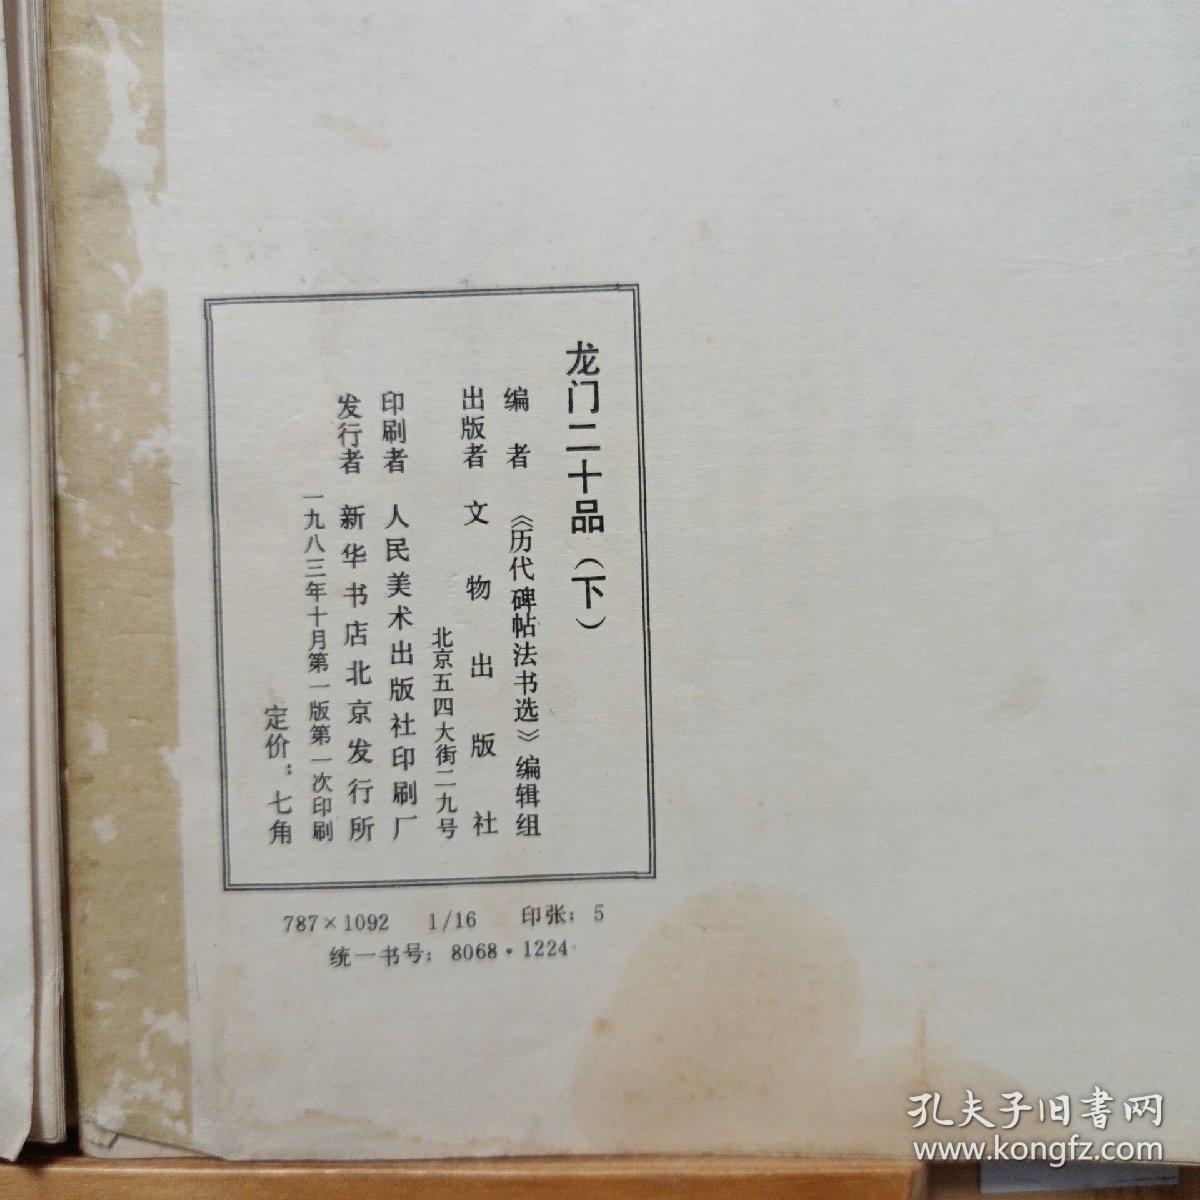 龙门二十品（下）
编者 《历代碑帖法书选》编辑组
出版者 文物出版社
北京五四大街二九号
印刷者 人民美术出版社印刷厂
发行者 新华书店北京发行所
一九八三年十月第一版第一次印刷
定价：七角
787×1092 1/16 印张：5
统一书号：8068·1224
孔夫子旧书网
www.kongfz.com